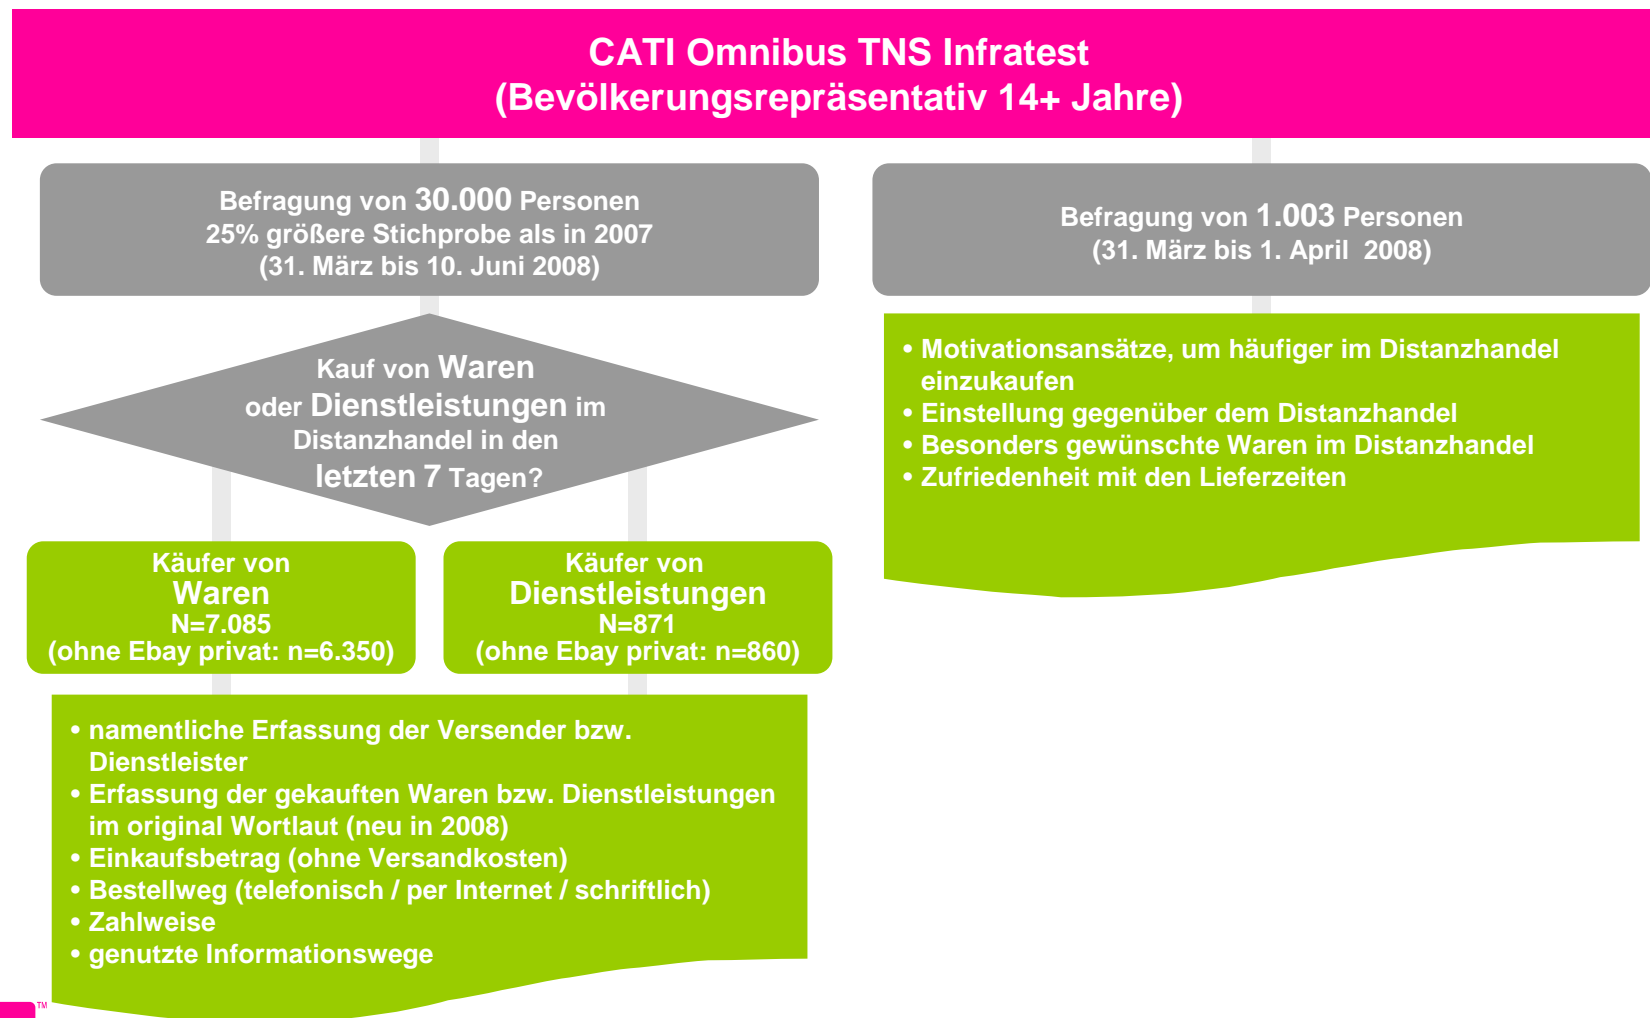 CATI Omnibus TNS Infratest
(Bevölkerungsrepräsentativ 14+ Jahre)
Befragung von 30.000 Personen
25% größere Stichprobe als in 2007
(31. März bis 10. Juni 2008)
Kauf von Waren
oder Dienstleistungen im
Distanzhandel in den
letzten 7 Tagen?
Käufer von
Waren
N=7.085
(ohne Ebay privat: n=6.350)
Käufer von
Dienstleistungen
N=871
(ohne Ebay privat: n=860)
• namentliche Erfassung der Versender bzw.
Dienstleister
• Erfassung der gekauften Waren bzw. Dienstleistungen
im original Wortlaut (neu in 2008)
• Einkaufsbetrag (ohne Versandkosten)
• Bestellweg (telefonisch / per Internet / schriftlich)
• Zahlweise
• genutzte Informationswege
Befragung von 1.003 Personen
(31. März bis 1. April 2008)
• Motivationsansätze, um häufiger im Distanzhandel
einzukaufen
• Einstellung gegenüber dem Distanzhandel
• Besonders gewünschte Waren im Distanzhandel
• Zufriedenheit mit den Lieferzeiten
TM